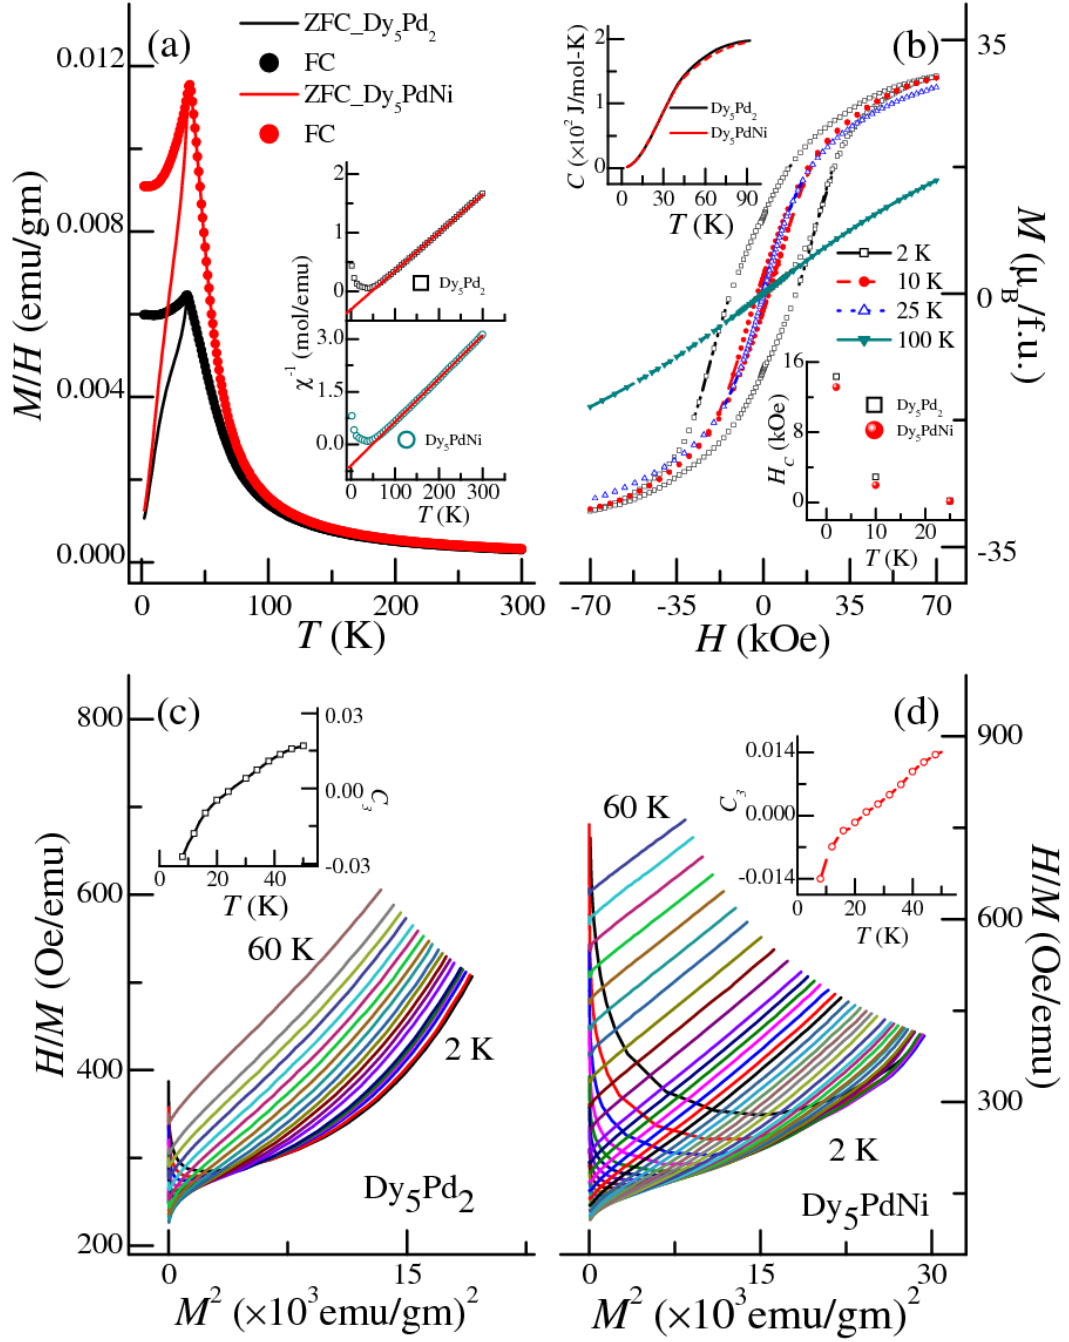 (a)
ZFC_Dy5Pd2
FC
ZFC_Dy5PdNi
FC
0.012
0.008
0.004
0.000
M/H (emu/gm)
0
100
200
300
T (K)
2
1
0
Dy5Pd2
χ-1 (mol/emu)
3.0
1.5
0.0
Dy5PdNi
0
100
200
300
T (K)
(b)
2
1
0
C (×10² J/mol-K)
Dy5Pd2
Dy5PdNi
0
30
60
90
T (K)
35
0
-35
M (μB/f.u.)
2 K
10 K
25 K
100 K
16
8
0
HC (kOe)
Dy5Pd2
Dy5PdNi
0
10
20
T (K)
-70
-35
0
35
70
H (kOe)
(c)
800
600
400
200
H/M (Oe/emu)
0.03
0.00
-0.03
C3
0
20
40
T (K)
60 K
2 K
Dy5Pd2
0
15
M² (×10³emu/gm)²
(d)
900
600
300
H/M (Oe/emu)
0.014
0.000
-0.014
C3
0
20
40
T (K)
60 K
2 K
Dy5PdNi
0
15
30
M² (×10³emu/gm)²